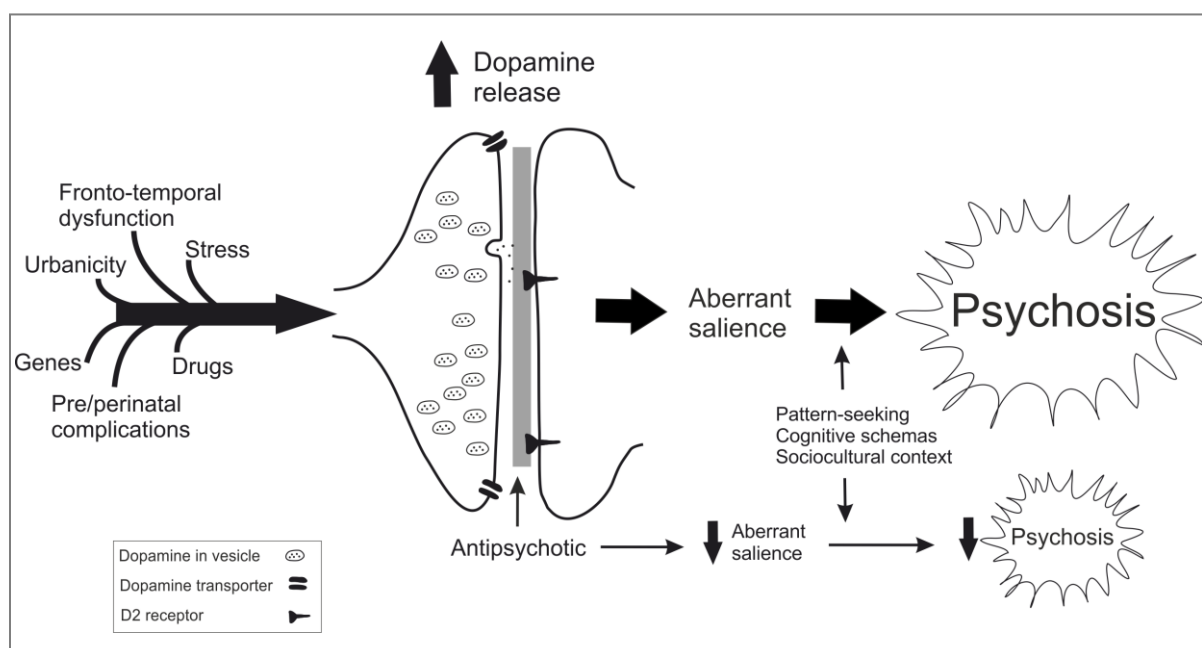 Dopamine
release
Fronto-temporal
dysfunction
Stress
Urbanicity
Genes
Drugs
Pre/perinatal
complications
Aberrant
salience
Psychosis
Pattern-seeking
Cognitive schemas
Sociocultural context
Antipsychotic
Aberrant
salience
Psychosis
Dopamine in vesicle
Dopamine transporter
D2 receptor